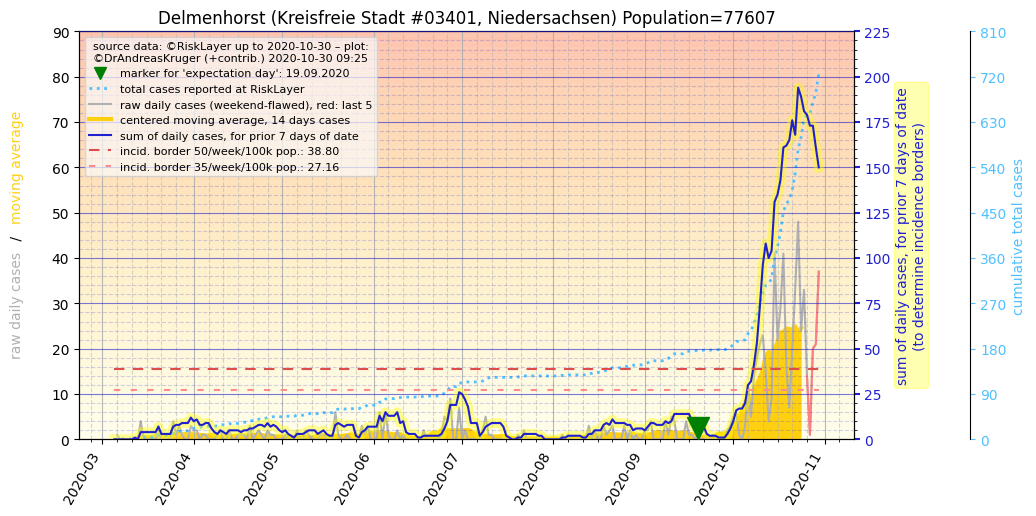 Delmenhorst (Kreisfreie Stadt #03401, Niedersachsen) Population=77607
source data: ©RiskLayer up to 2020-10-30 – plot:
©DrAndreasKruger (+contrib.) 2020-10-30 09:25
marker for 'expectation day': 19.09.2020
total cases reported at RiskLayer
raw daily cases (weekend-flawed), red: last 5
centered moving average, 14 days cases
sum of daily cases, for prior 7 days of date
incid. border 50/week/100k pop.: 38.80
incid. border 35/week/100k pop.: 27.16
raw daily cases / moving average
90
80
70
60
50
40
30
20
10
0
225
200
175
150
125
100
75
50
25
0
sum of daily cases, for prior 7 days of date
(to determine incidence borders)
810
720
630
540
450
360
270
180
90
0
cumulative total cases
2020-03
2020-04
2020-05
2020-06
2020-07
2020-08
2020-09
2020-10
2020-11